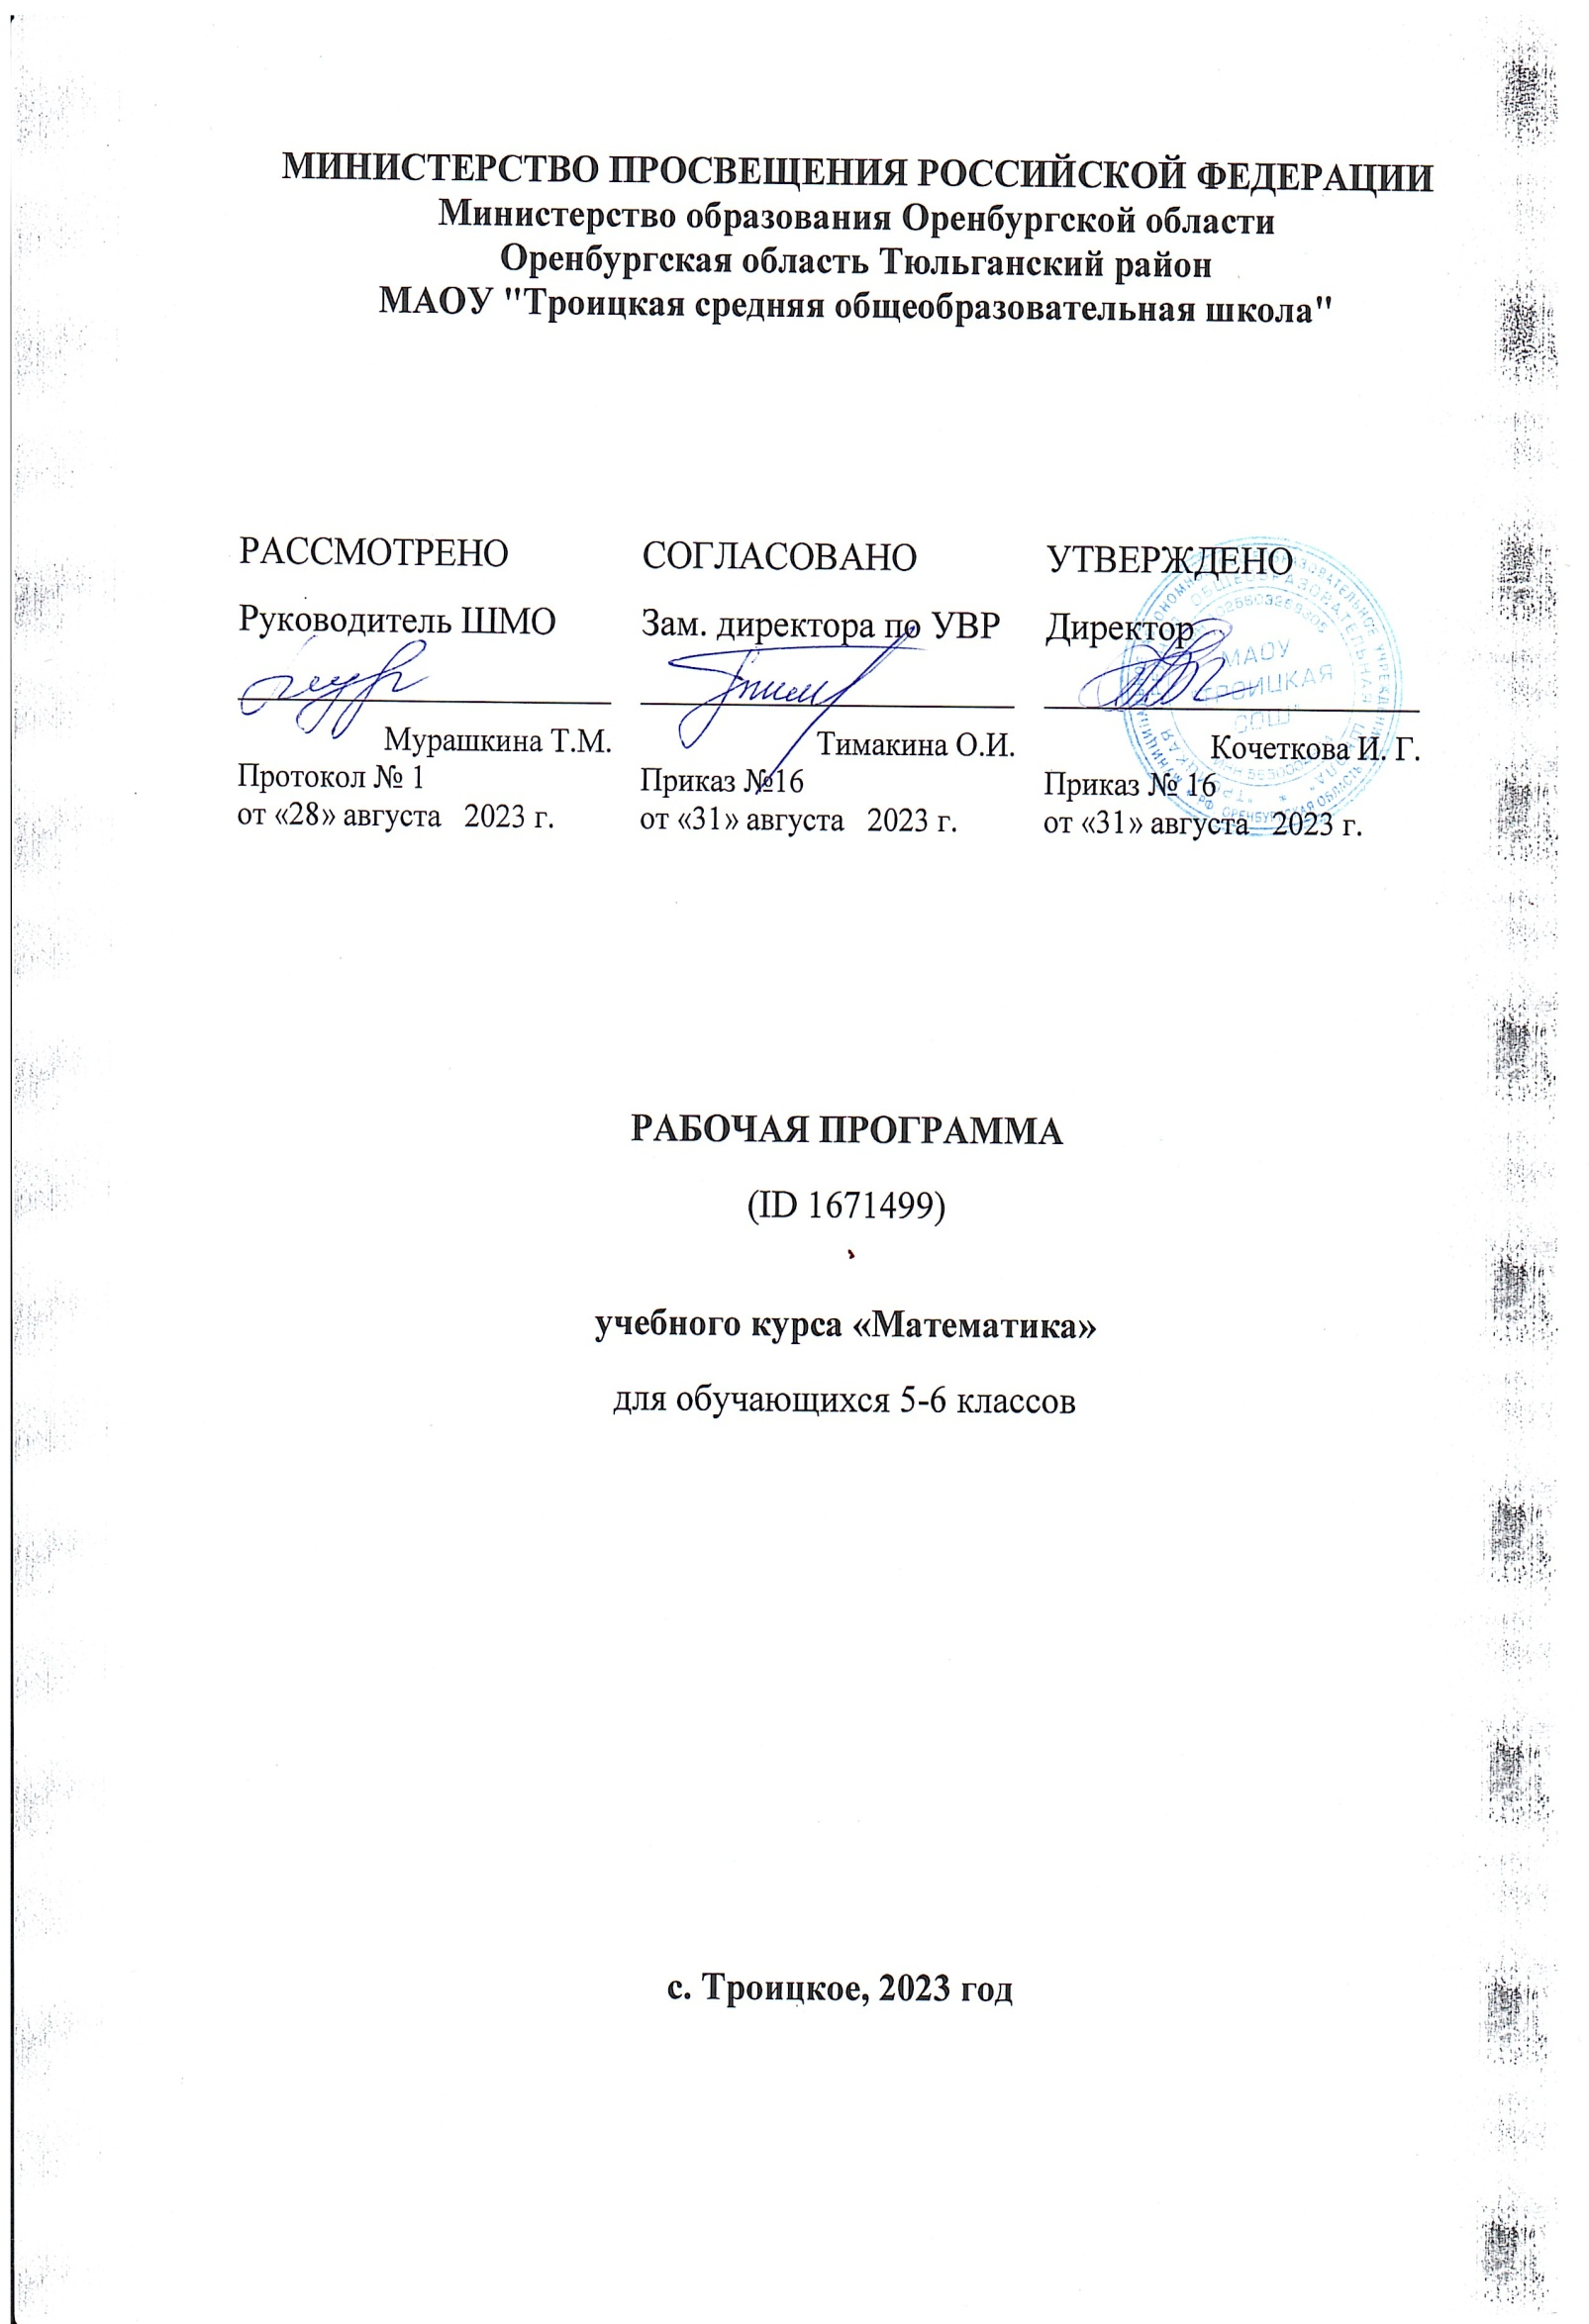 МИНИСТЕРСТВО ПРОСВЕЩЕНИЯ РОССИЙСКОЙ ФЕДЕРАЦИИ
Министерство образования Оренбургской области
Оренбургская область Тюльганский район
МАОУ "Троицкая средняя общеобразовательная школа"
РАССМОТРЕНО
Руководитель ШМО
Мурашкина Т.М.
Протокол № 1
от «28» августа 2023 г.
СОГЛАСОВАНО
Зам. директора по УВР
Тимакина О.И.
Приказ №16
от «31» августа 2023 г.
УТВЕРЖДЕНО
Директор
Кочеткова И. Г.
Приказ № 16
от «31» августа 2023 г.
МАОУ
ТРОИЦКАЯ
СОШ
РАБОЧАЯ ПРОГРАММА
(ID 1671499)
учебного курса «Математика»
для обучающихся 5-6 классов
с. Троицкое, 2023 год